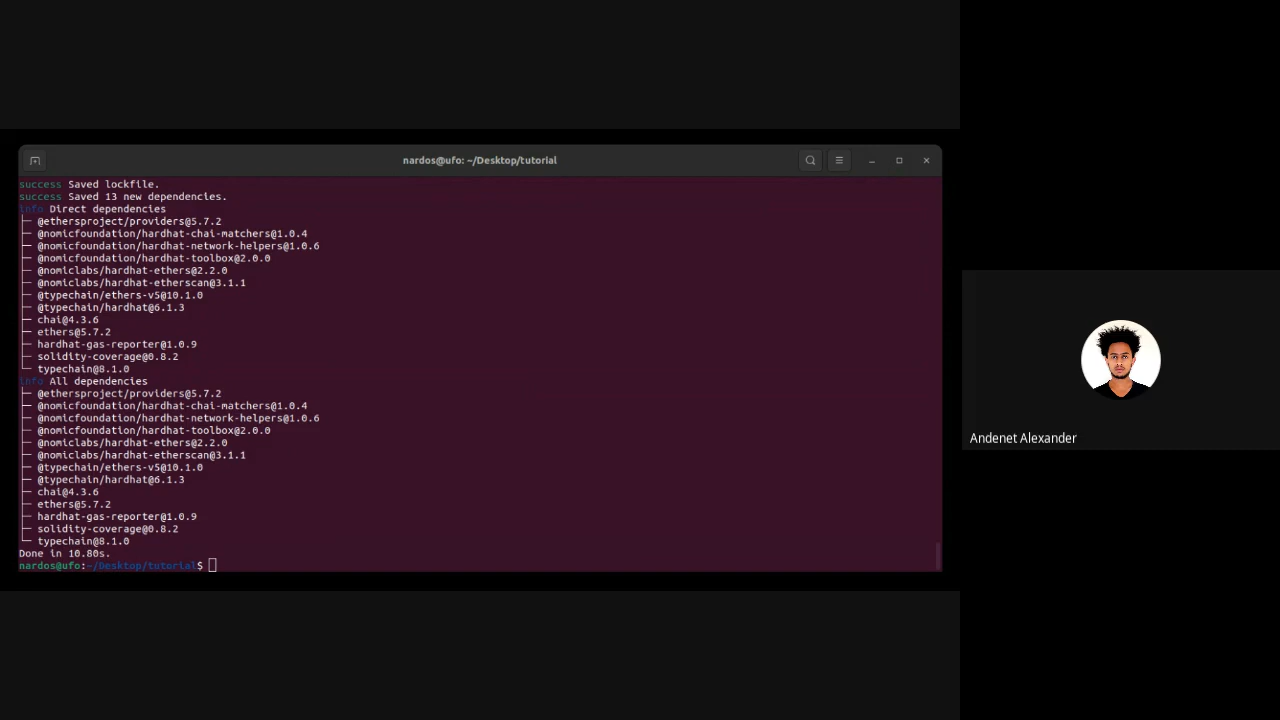 nardos@ufo: ~/Desktop/tutorial
success Saved lockfile.
success Saved 13 new dependencies.
info Direct dependencies
├─ @ethersproject/providers@5.7.2
├─ @nomicfoundation/hardhat-chai-matchers@1.0.4
├─ @nomicfoundation/hardhat-network-helpers@1.0.6
├─ @nomicfoundation/hardhat-toolbox@2.0.0
├─ @nomiclabs/hardhat-ethers@2.2.0
├─ @nomiclabs/hardhat-etherscan@3.1.1
├─ @typechain/ethers-v5@10.1.0
├─ @typechain/hardhat@6.1.3
├─ chai@4.3.6
├─ ethers@5.7.2
├─ hardhat-gas-reporter@1.0.9
├─ solidity-coverage@0.8.2
└─ typechain@8.1.0
info All dependencies
├─ @ethersproject/providers@5.7.2
├─ @nomicfoundation/hardhat-chai-matchers@1.0.4
├─ @nomicfoundation/hardhat-network-helpers@1.0.6
├─ @nomicfoundation/hardhat-toolbox@2.0.0
├─ @nomiclabs/hardhat-ethers@2.2.0
├─ @nomiclabs/hardhat-etherscan@3.1.1
├─ @typechain/ethers-v5@10.1.0
├─ @typechain/hardhat@6.1.3
├─ chai@4.3.6
├─ ethers@5.7.2
├─ hardhat-gas-reporter@1.0.9
├─ solidity-coverage@0.8.2
└─ typechain@8.1.0
Done in 10.80s.
nardos@ufo:~/Desktop/tutorial$
Andenet Alexander